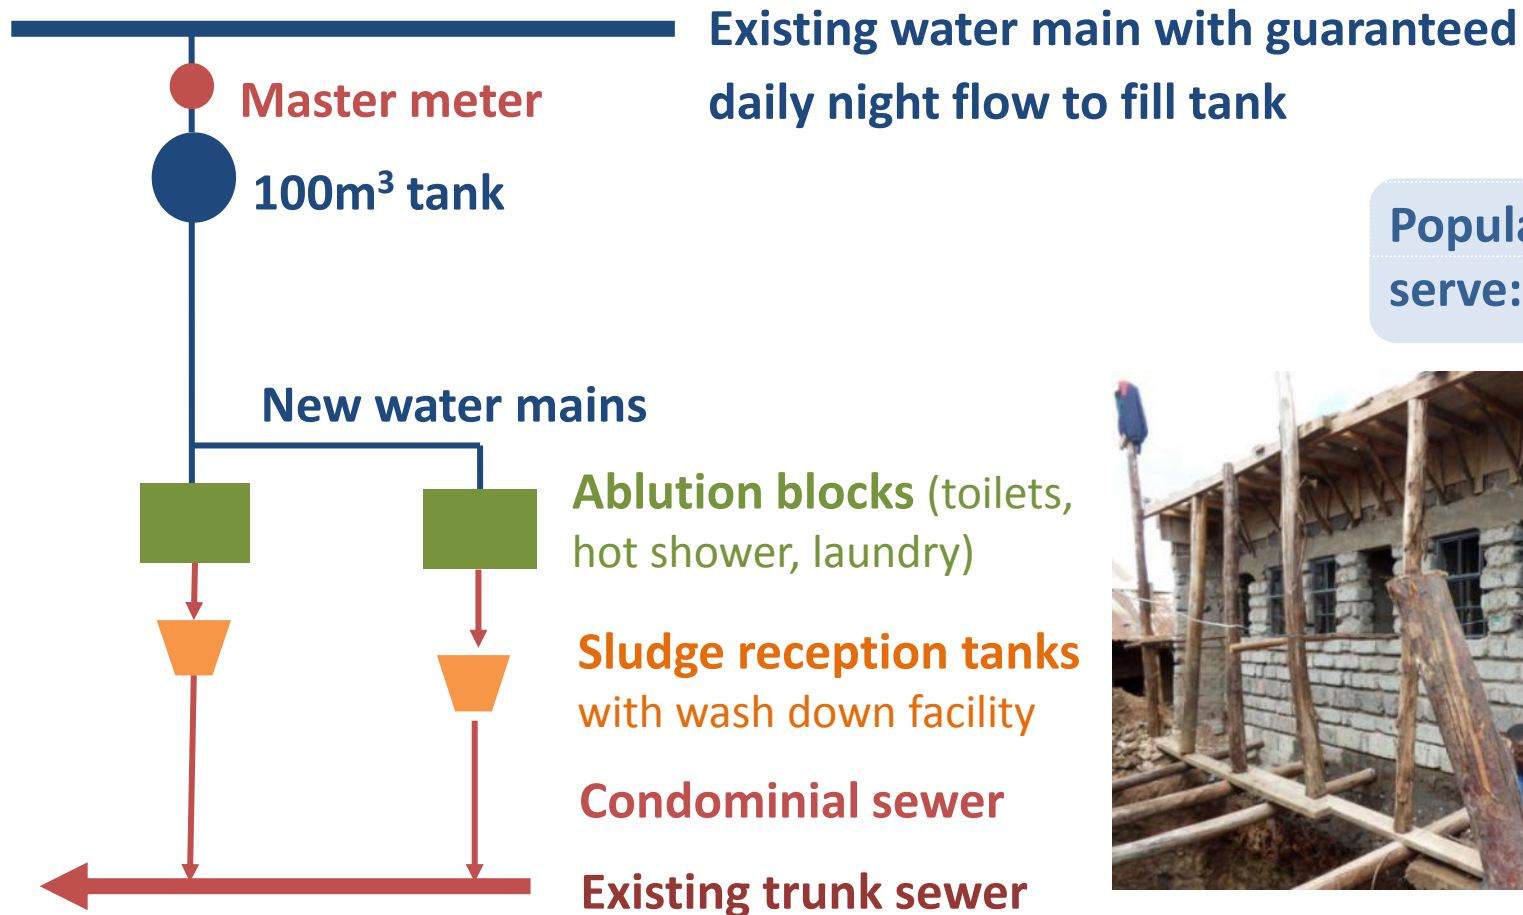 Existing water main with guaranteed
daily night flow to fill tank
Master meter
100m³ tank
serve:
New water mains
Ablution blocks (toilets,
hot shower, laundry)
Sludge reception tanks
with wash down facility
Condominial sewer
Existing trunk sewer